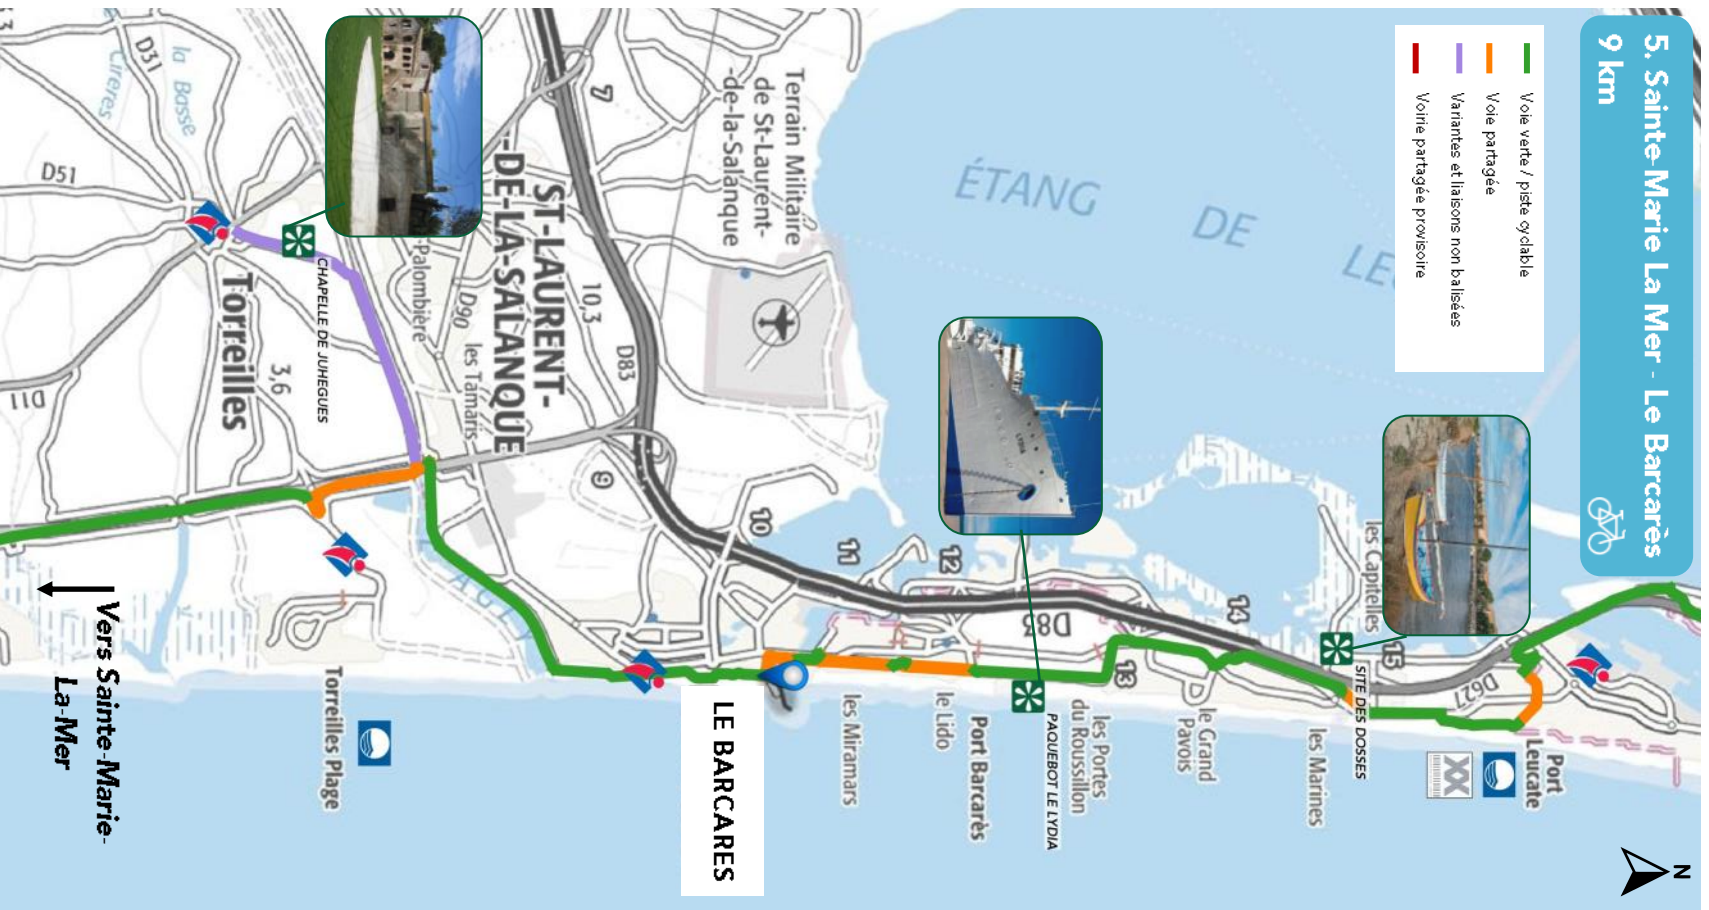 5. Sainte-Marie La Mer - Le Barcarès
9 km
Voie verte / piste cyclable
Voie partagée
Variantes et liaisons non balisées
Voirie partagée provisoire
N
ÉTANG
DE
Terrain Militaire
de St-Laurent-
-de-la-Salanque
ST-LAURENT-
-DE-LA-SALANQUE
la Basse
D31
D51
D11
D90
D83
D83
D627
7
9
10
11
12
13
14
15
10,3
3,6
les Tamaris
Torreilles
CHAPELLE DE JUHEGUES
Torreilles Plage
Vers Sainte-Marie-
La-Mer
LE BARCARES
les Miramars
le Lido
Port Barcarès
PAQUEBOT LE LYDIA
les Portes
du Roussillon
le Grand
Pavois
les Marines
SITE DES DOSSES
les Capitelles
Port
Leucate
LYDIA